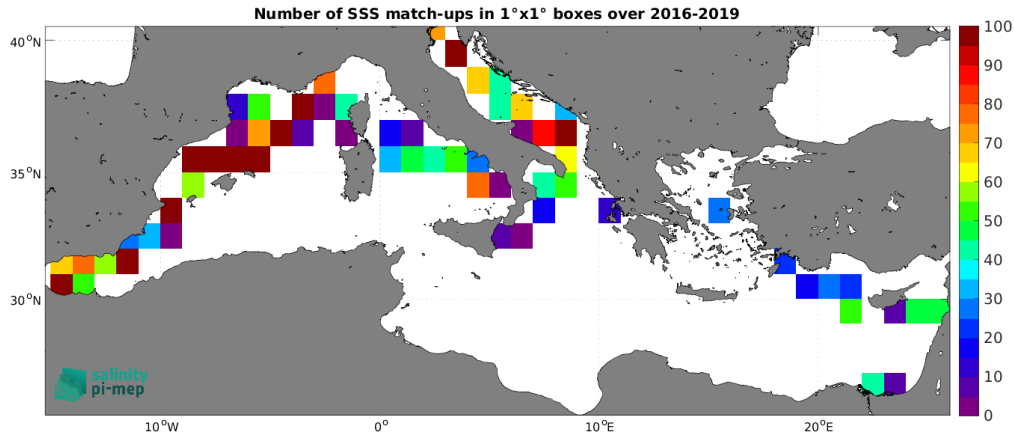 Number of SSS match-ups in 1°x1° boxes over 2016-2019
40°N
35°N
30°N
10°W
0°
10°E
20°E
100
90
80
70
60
50
40
30
20
10
0
salinity
pi-mep